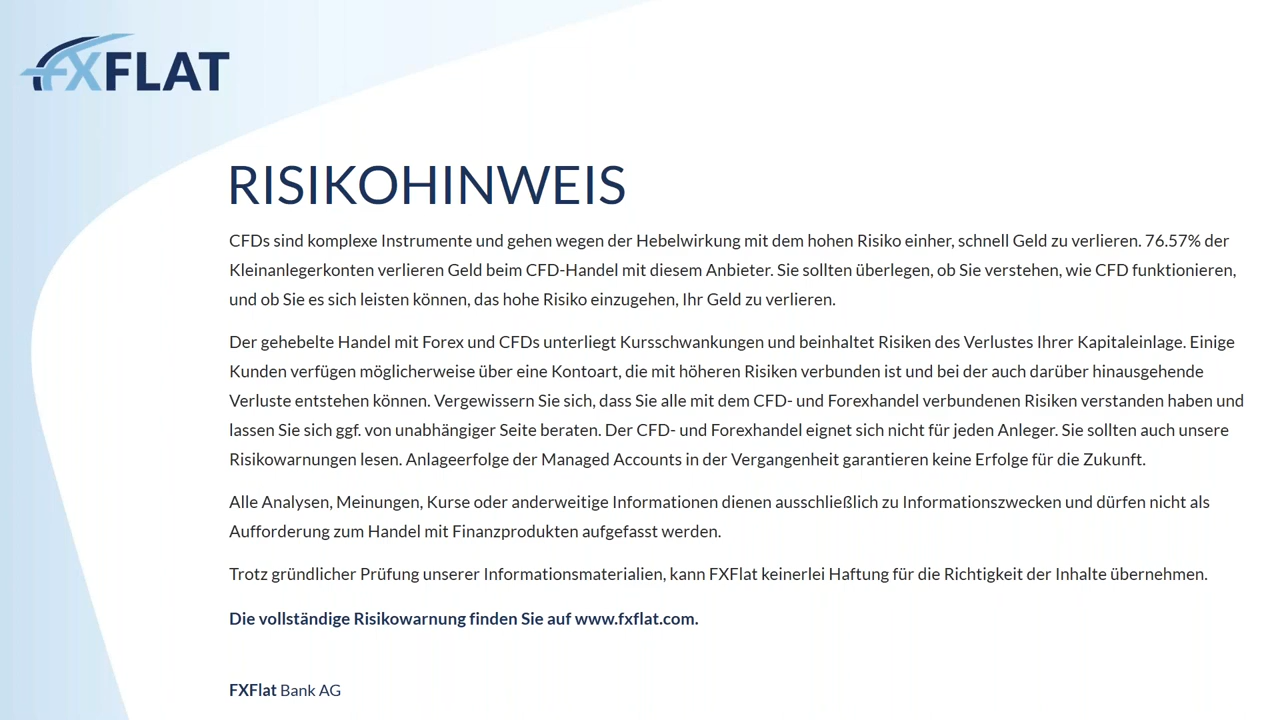 FXFLAT
RISIKOHINWEIS
CFDs sind komplexe Instrumente und gehen wegen der Hebelwirkung mit dem hohen Risiko einher, schnell Geld zu verlieren. 76.57% der
Kleinanlegerkonten verlieren Geld beim CFD-Handel mit diesem Anbieter. Sie sollten überlegen, ob Sie verstehen, wie CFD funktionieren,
und ob Sie es sich leisten können, das hohe Risiko einzugehen, Ihr Geld zu verlieren.
Der gehebelte Handel mit Forex und CFDs unterliegt Kursschwankungen und beinhaltet Risiken des Verlustes Ihrer Kapitaleinlage. Einige
Kunden verfügen möglicherweise über eine Kontoart, die mit höheren Risiken verbunden ist und bei der auch darüber hinausgehende
Verluste entstehen können. Vergewissern Sie sich, dass Sie alle mit dem CFD- und Forexhandel verbundenen Risiken verstanden haben und
lassen Sie sich ggf. von unabhängiger Seite beraten. Der CFD- und Forexhandel eignet sich nicht für jeden Anleger. Sie sollten auch unsere
Risikowarnungen lesen. Anlageerfolge der Managed Accounts in der Vergangenheit garantieren keine Erfolge für die Zukunft.
Alle Analysen, Meinungen, Kurse oder anderweitige Informationen dienen ausschließlich zu Informationszwecken und dürfen nicht als
Aufforderung zum Handel mit Finanzprodukten aufgefasst werden.
Trotz gründlicher Prüfung unserer Informationsmaterialien, kann FXFlat keinerlei Haftung für die Richtigkeit der Inhalte übernehmen.
Die vollständige Risikowarnung finden Sie auf www.fxflat.com.
FXFlat Bank AG